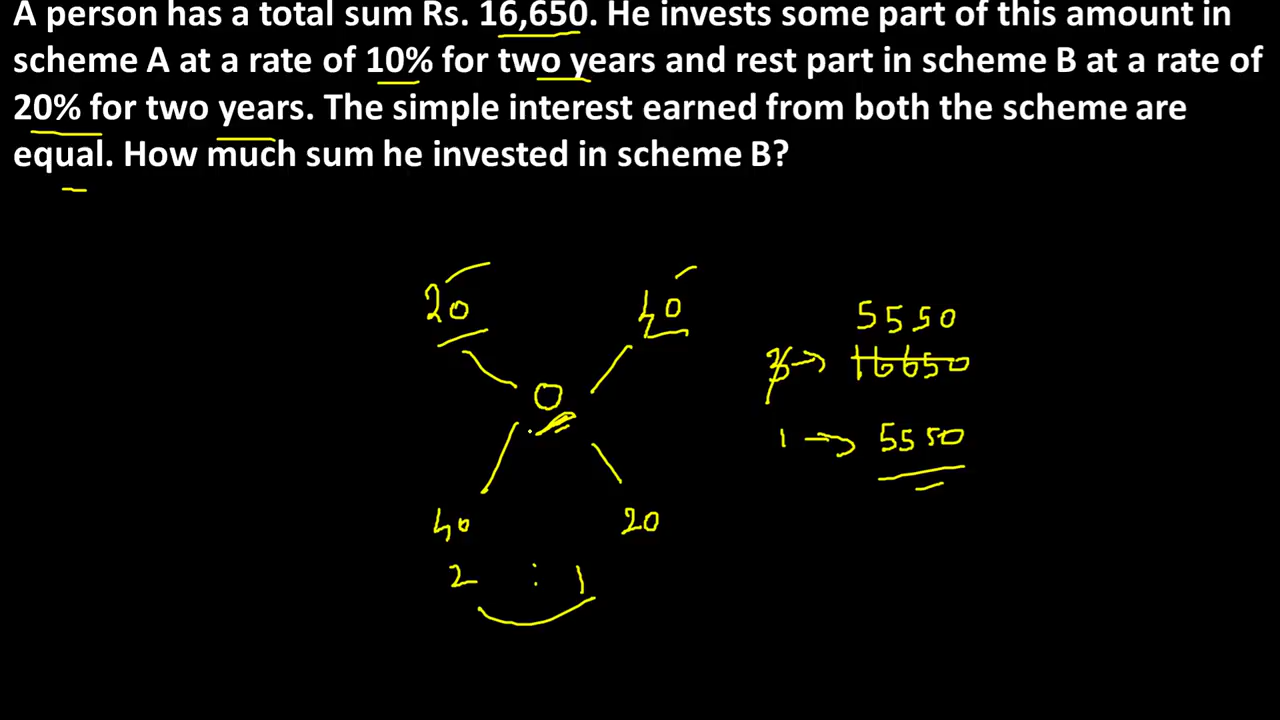 A person has a total sum Rs. 16,650. He invests some part of this amount in
scheme A at a rate of 10% for two years and rest part in scheme B at a rate of
20% for two years. The simple interest earned from both the scheme are
equal. How much sum he invested in scheme B?
20 40 5550
3 → 16650
0
1 → 5550
40 20
2 : 1